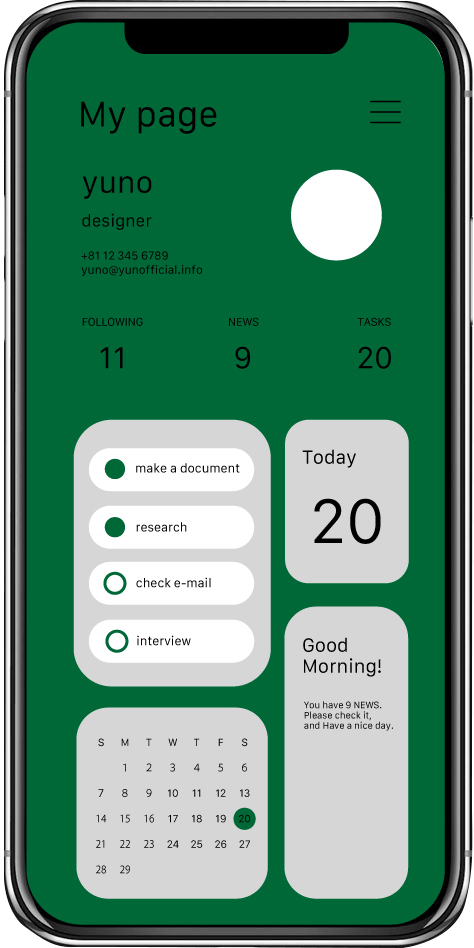 My page
yuno
designer
+81 12 345 6789
yuno@yunofficial.info
FOLLOWING NEWS TASKS
11 9 20
make a document
research
check e-mail
interview
Today
20
Good
Morning!
You have 9 NEWS.
Please check it,
and Have a nice day.
S M T W T F S
1 2 3 4 5 6
7 8 9 10 11 12 13
14 15 16 17 18 19 20
21 22 23 24 25 26 27
28 29